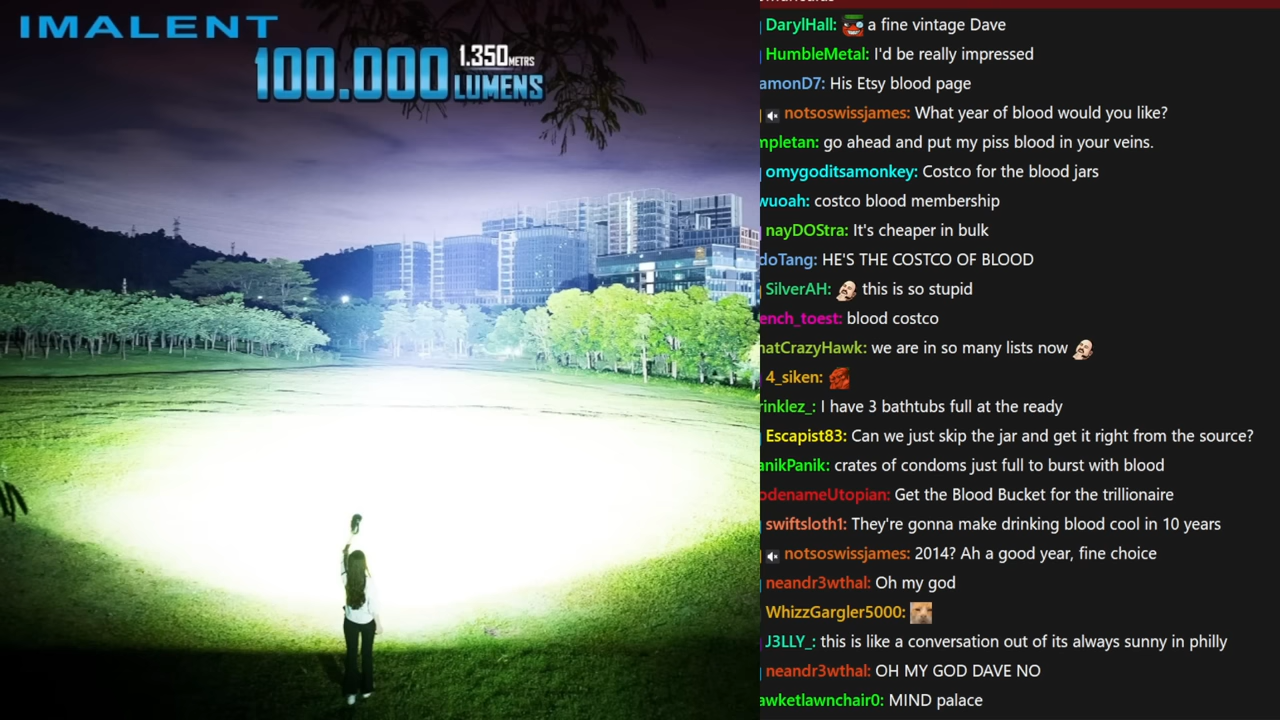 IMALENT
100.000 LUMENS
1.350 METRS
DarylHall: a fine vintage Dave
HumbleMetal: I'd be really impressed
amonD7: His Etsy blood page
notsoswissjames: What year of blood would you like?
mpletan: go ahead and put my piss blood in your veins.
omygoditsamonkey: Costco for the blood jars
wuoah: costco blood membership
nayDOStra: It's cheaper in bulk
doTang: HE'S THE COSTCO OF BLOOD
SilverAH: this is so stupid
ench_toest: blood costco
hatCrazyHawk: we are in so many lists now
4_siken:
rinklez_: I have 3 bathtubs full at the ready
Escapist83: Can we just skip the jar and get it right from the source?
anikPanik: crates of condoms just full to burst with blood
odenameUtopian: Get the Blood Bucket for the trillionaire
swiftsloth1: They're gonna make drinking blood cool in 10 years
notsoswissjames: 2014? Ah a good year, fine choice
neandr3wthal: Oh my god
WhizzGargler5000:
J3LLY_: this is like a conversation out of its always sunny in philly
neandr3wthal: OH MY GOD DAVE NO
awketlawnchair0: MIND palace